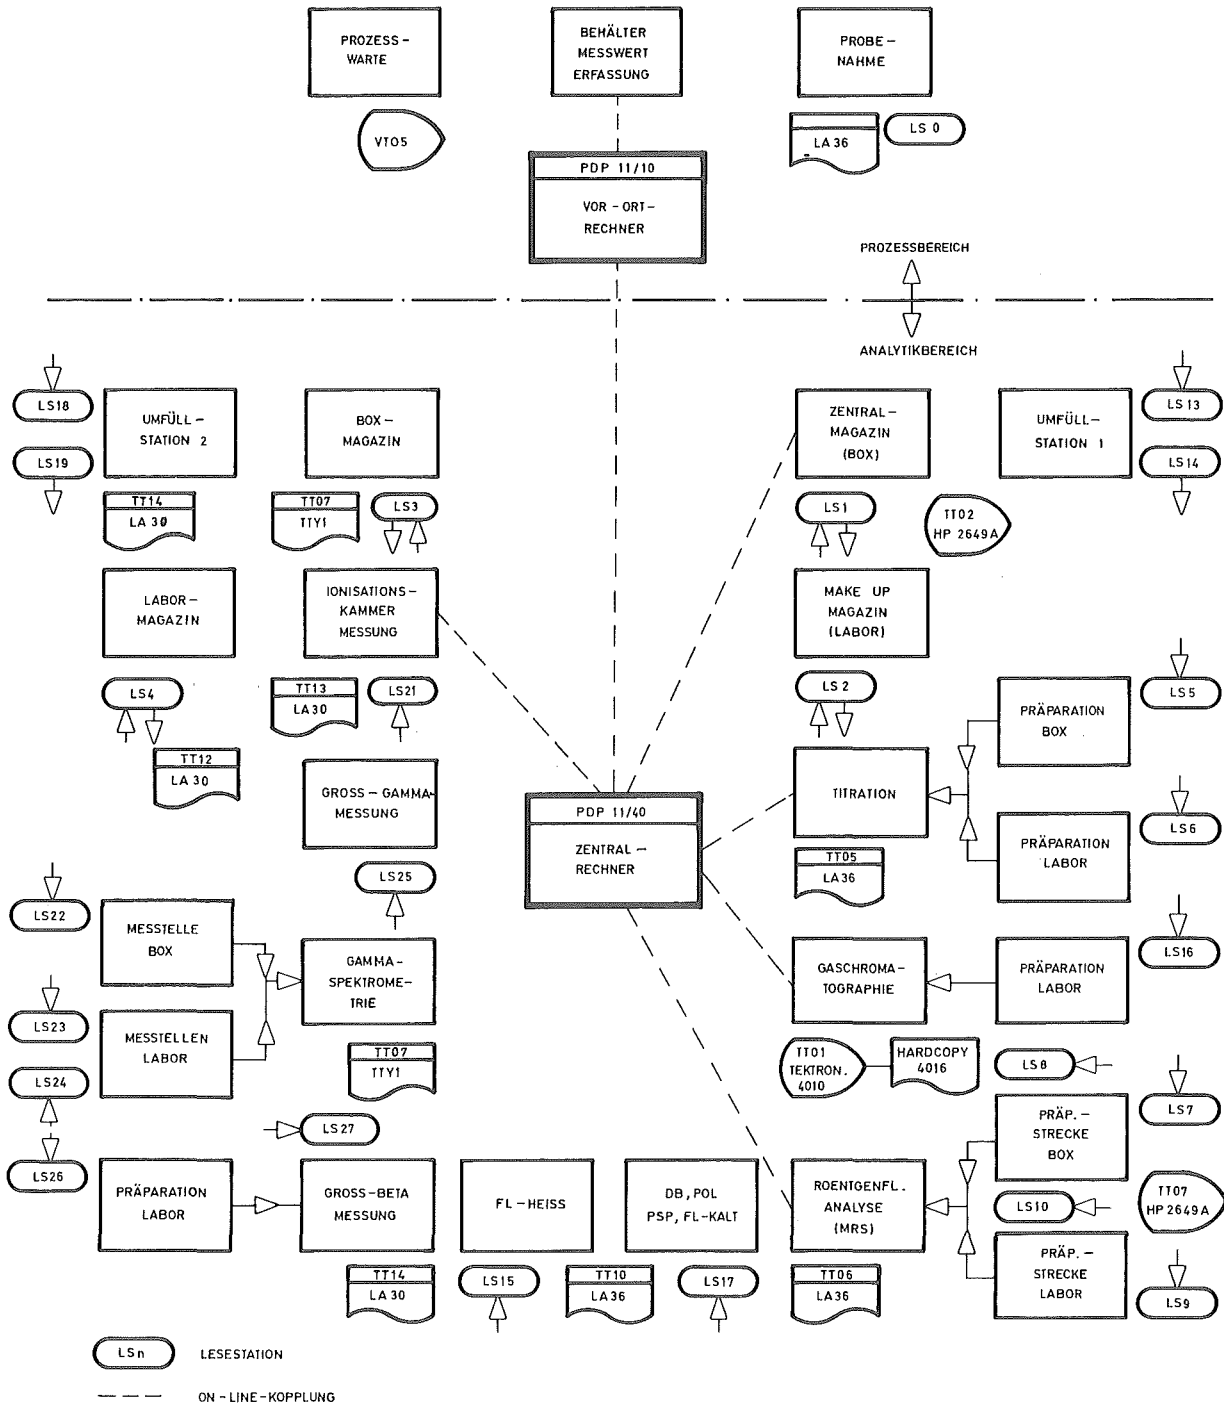 PROZESS –
WARTE
BEHÄLTER
MESSWERT
ERFASSUNG
PROBE –
NAHME
VT05
LA 36
LS 0
PDP 11/10
VOR – ORT –
RECHNER
PROZESSBEREICH
ANALYTIKBEREICH
LS18
LS19
UMFÜLL –
STATION 2
BOX –
MAGAZIN
ZENTRAL –
MAGAZIN
(BOX)
UMFÜLL –
STATION 1
LS 13
LS14
TT14
LA 30
TT07
TTY1
LS3
LS1
TT02
HP 2649A
LABOR –
MAGAZIN
IONISATIONS –
KAMMER
MESSUNG
MAKE UP
MAGAZIN
(LABOR)
LS4
TT13
LA30
LS21
LS 2
LS 5
PRÄPARATION
BOX
TT12
LA 30
GROSS – GAMMA –
MESSUNG
PDP 11/40
ZENTRAL –
RECHNER
TITRATION
LS6
PRÄPARATION
LABOR
TT05
LA36
LS25
LS22
MESSTELLE
BOX
GAMMA –
SPEKTROME –
TRIE
GASCHROMA –
TOGRAPHIE
PRÄPARATION
LABOR
LS16
LS23
MESSTELLEN
LABOR
TT07
TTY1
TT01
TEKTRON.
4010
HARDCOPY
4016
LS8
LS24
LS7
PRÄP. –
STRECKE
BOX
LS27
LS26
PRÄPARATION
LABOR
GROSS – BETA
MESSUNG
FL – HEISS
DB, POL
PSP, FL-KALT
ROENTGENFL.
ANALYSE
(MRS)
LS10
TT07
HP 2649A
PRÄP. –
STRECKE
LABOR
TT14
LA 30
LS15
TT10
LA36
LS17
TT06
LA36
LS9
LS n
LESESTATION
ON – LINE – KOPPLUNG